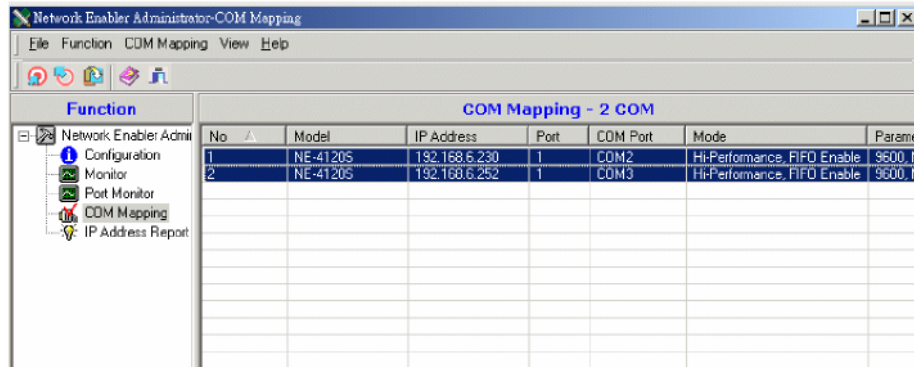 Network Enabler Administrator-COM Mapping
File Function COM Mapping View Help
Function
COM Mapping - 2 COM
Network Enabler Admi
Configuration
Monitor
Port Monitor
COM Mapping
IP Address Report
No Model IP Address Port COM Port Mode Parame
1 NE-4120S 192.168.6.230 1 COM2 Hi-Performance, FIFO Enable 9600,
2 NE-4120S 192.168.6.252 1 COM3 Hi-Performance, FIFO Enable 9600,